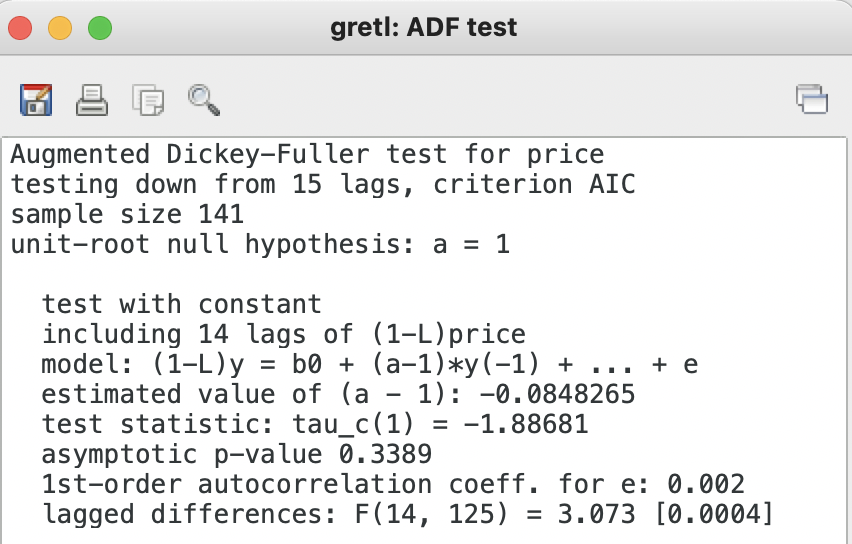 gretl: ADF test
Augmented Dickey-Fuller test for price
testing down from 15 lags, criterion AIC
sample size 141
unit-root null hypothesis: a = 1
test with constant
including 14 lags of (1-L)price
model: (1-L)y = b0 + (a-1)*y(-1) + ... + e
estimated value of (a - 1): -0.0848265
test statistic: tau_c(1) = -1.88681
asymptotic p-value 0.3389
1st-order autocorrelation coeff. for e: 0.002
lagged differences: F(14, 125) = 3.073 [0.0004]